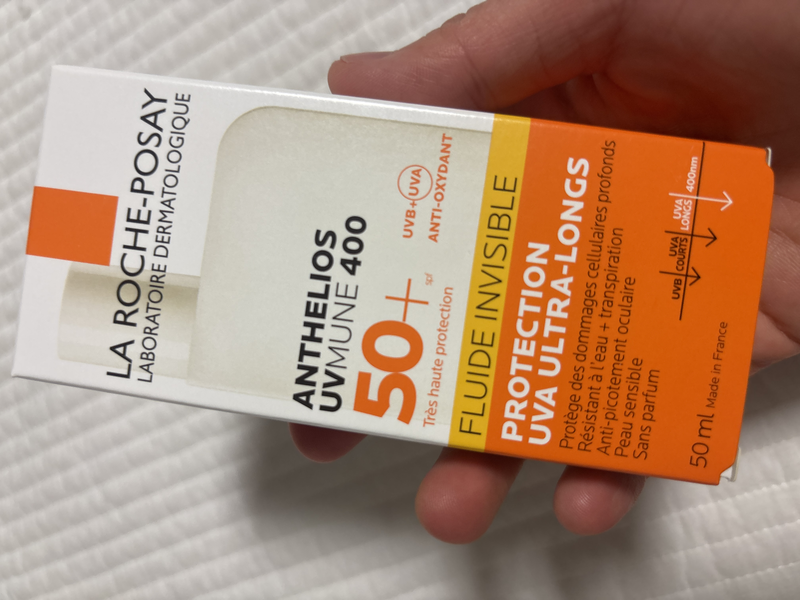 LA ROCHE-POSAY
LABORATOIRE DERMATOLOGIQUE
ANTHELIOS
UVMUNE 400
50+
spf
Très haute protection
UVB+UVA
ANTI-OXYDANT
FLUIDE INVISIBLE
PROTECTION
UVA ULTRA-LONGS
Protège des dommages cellulaires profonds
Résistant à l'eau + transpiration
Anti-picotement oculaire
Peau sensible
Sans parfum
UVB
UVA
COURTS
UVA
LONGS
400nm
50 ml Made in France